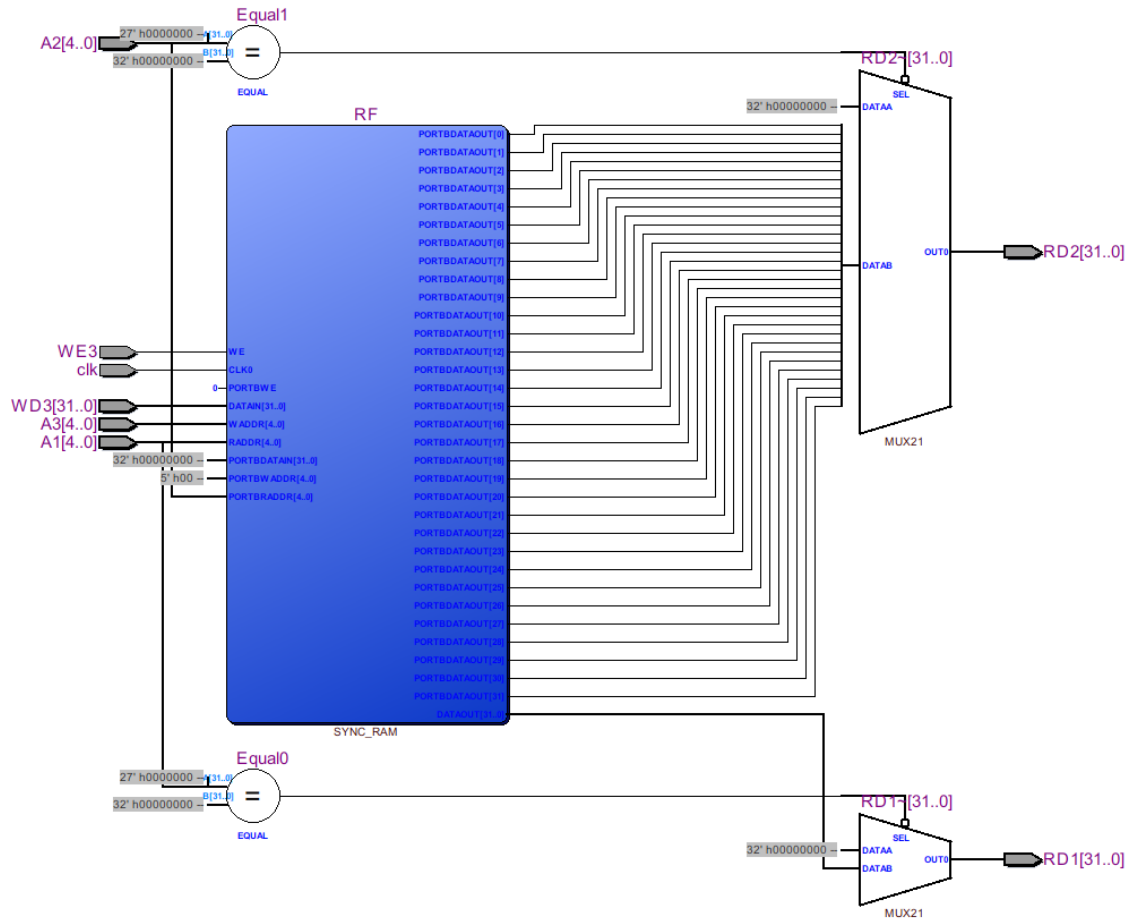 Equal1
A2[4..0]
27' h0000000 --
A[31..0]
B[31..0]
32' h00000000 --
=
EQUAL
RD2~[31..0]
SEL
32' h00000000 --
DATAA
DATAB
OUT0
RD2[31..0]
MUX21
RF
PORTBDATAOUT[0]
PORTBDATAOUT[1]
PORTBDATAOUT[2]
PORTBDATAOUT[3]
PORTBDATAOUT[4]
PORTBDATAOUT[5]
PORTBDATAOUT[6]
PORTBDATAOUT[7]
PORTBDATAOUT[8]
PORTBDATAOUT[9]
PORTBDATAOUT[10]
PORTBDATAOUT[11]
PORTBDATAOUT[12]
PORTBDATAOUT[13]
PORTBDATAOUT[14]
PORTBDATAOUT[15]
PORTBDATAOUT[16]
PORTBDATAOUT[17]
PORTBDATAOUT[18]
PORTBDATAOUT[19]
PORTBDATAOUT[20]
PORTBDATAOUT[21]
PORTBDATAOUT[22]
PORTBDATAOUT[23]
PORTBDATAOUT[24]
PORTBDATAOUT[25]
PORTBDATAOUT[26]
PORTBDATAOUT[27]
PORTBDATAOUT[28]
PORTBDATAOUT[29]
PORTBDATAOUT[30]
PORTBDATAOUT[31]
DATAOUT[31..0]
WE3
WE
clk
CLK0
0
PORTBWE
WD3[31..0]
DATAIN[31..0]
A3[4..0]
WADDR[4..0]
A1[4..0]
RADDR[4..0]
32' h00000000 --
PORTBDATAIN[31..0]
5' h00 --
PORTBWADDR[4..0]
PORTBRADDR[4..0]
SYNC_RAM
Equal0
27' h0000000 --
A[31..0]
B[31..0]
32' h00000000 --
=
EQUAL
RD1~[31..0]
SEL
32' h00000000 --
DATAA
DATAB
OUT0
RD1[31..0]
MUX21